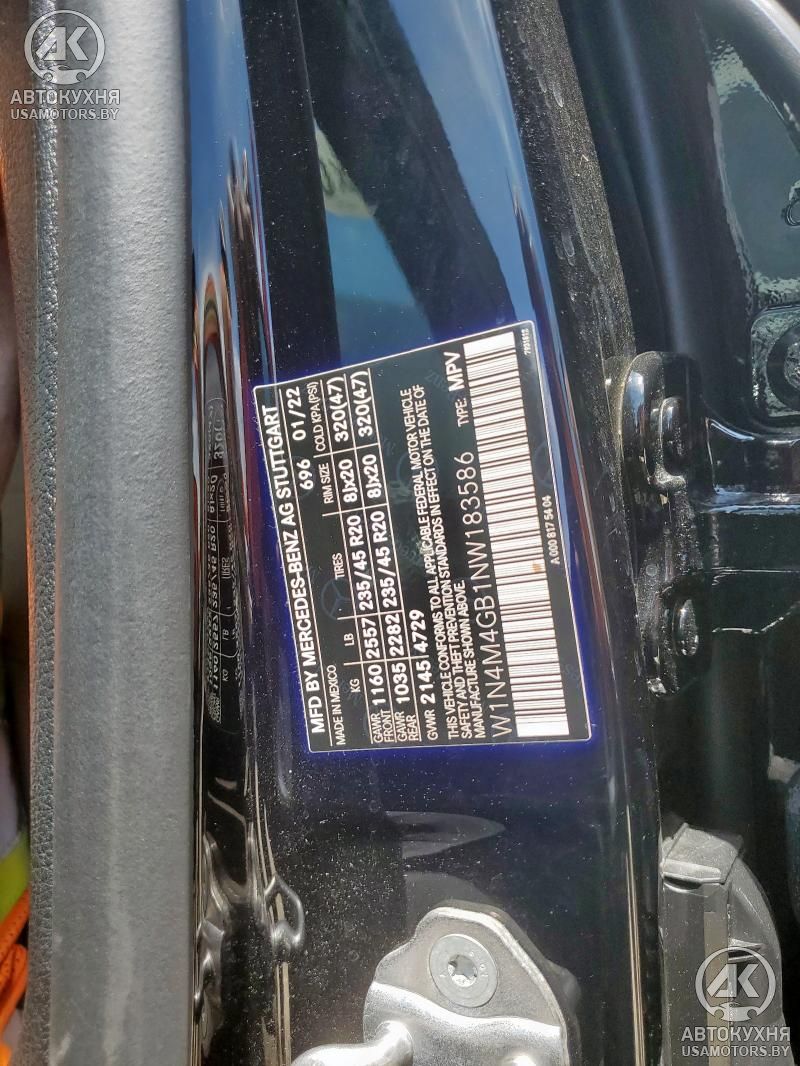 AK
АВТОКУХНЯ
USAMOTORS.BY
MFD BY MERCEDES-BENZ AG STUTTGART
MADE IN MEXICO 696 01/22
KG LB TIRES RIM SIZE COLD KPA(PSI)
GAWR FRONT 1160 2557 235/45 R20 8Jx20 320(47)
GAWR REAR 1035 2282 235/45 R20 8Jx20 320(47)
GVWR 2145 4729
THIS VEHICLE CONFORMS TO ALL APPLICABLE FEDERAL MOTOR VEHICLE
SAFETY AND THEFT PREVENTION STANDARDS IN EFFECT ON THE DATE OF
MANUFACTURE SHOWN ABOVE.
W1N4M4GB1NW183586 TYPE: MPV
A 000 817 54 04
AK
АВТОКУХНЯ
USAMOTORS.BY